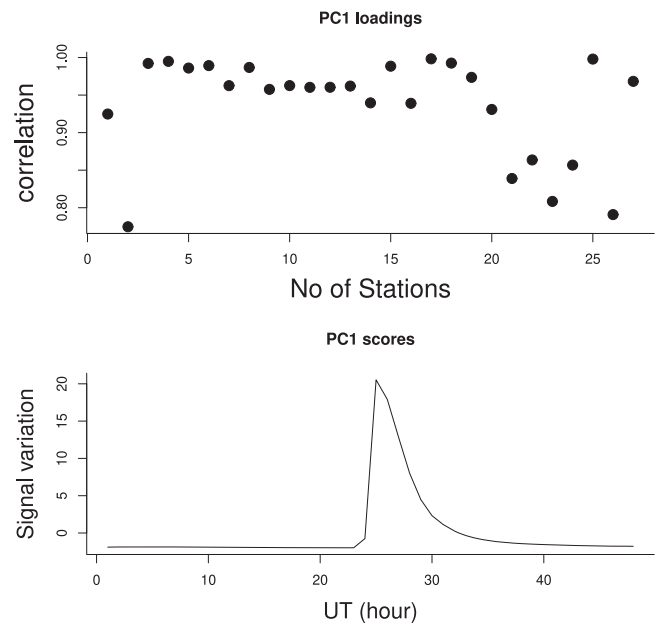 PC1 loadings
correlation
1.00
0.90
0.80
0 5 10 15 20 25
No of Stations
PC1 scores
Signal variation
20
15
10
5
0
0 10 20 30 40
UT (hour)